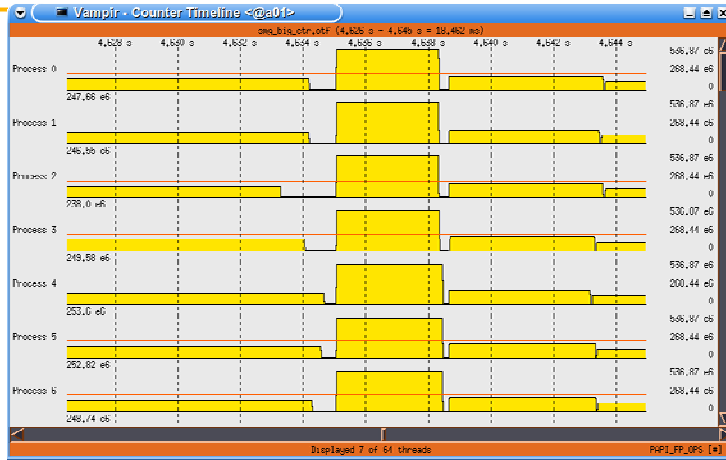 Vampir - Counter Timeline <@a01>
smg_big_ctr.otf (4,626 s - 4,645 s = 18,462 ms)
4,628 s 4,630 s 4,632 s 4,634 s 4,636 s 4,638 s 4,640 s 4,642 s 4,644 s
Process 0
536,87 e6
268,44 e6
0
247,66 e6
Process 1
536,87 e6
268,44 e6
0
246,55 e6
Process 2
536,87 e6
268,44 e6
0
238,0 e6
Process 3
536,87 e6
268,44 e6
0
249,58 e6
Process 4
536,87 e6
268,44 e6
0
253,6 e6
Process 5
536,87 e6
268,44 e6
0
252,82 e6
Process 6
536,87 e6
268,44 e6
0
248,74 e6
Displayed 7 of 64 threads
PAPI_FP_OPS